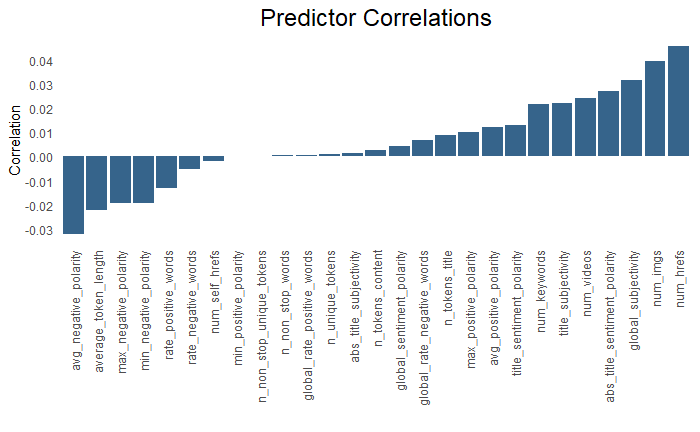 Predictor Correlations
Correlation
0.04
0.03
0.02
0.01
0.00
-0.01
-0.02
-0.03
avg_negative_polarity
average_token_length
max_negative_polarity
min_negative_polarity
rate_positive_words
rate_negative_words
num_self_hrefs
min_positive_polarity
n_non_stop_unique_tokens
n_non_stop_words
global_rate_positive_words
n_unique_tokens
abs_title_subjectivity
n_tokens_content
global_sentiment_polarity
global_rate_negative_words
n_tokens_title
max_positive_polarity
avg_positive_polarity
title_sentiment_polarity
num_keywords
title_subjectivity
num_videos
abs_title_sentiment_polarity
global_subjectivity
num_imgs
num_hrefs